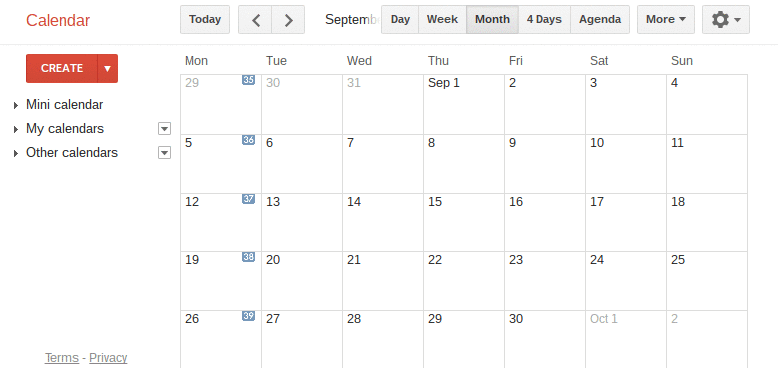 Calendar Today Septemb Day Week Month 4 Days Agenda More
Mon Tue Wed Thu Fri Sat Sun
CREATE
29 35 30 31 Sep 1 2 3 4
Mini calendar
My calendars
Other calendars
5 36 6 7 8 9 10 11
12 37 13 14 15 16 17 18
19 38 20 21 22 23 24 25
26 39 27 28 29 30 Oct 1 2
Terms - Privacy